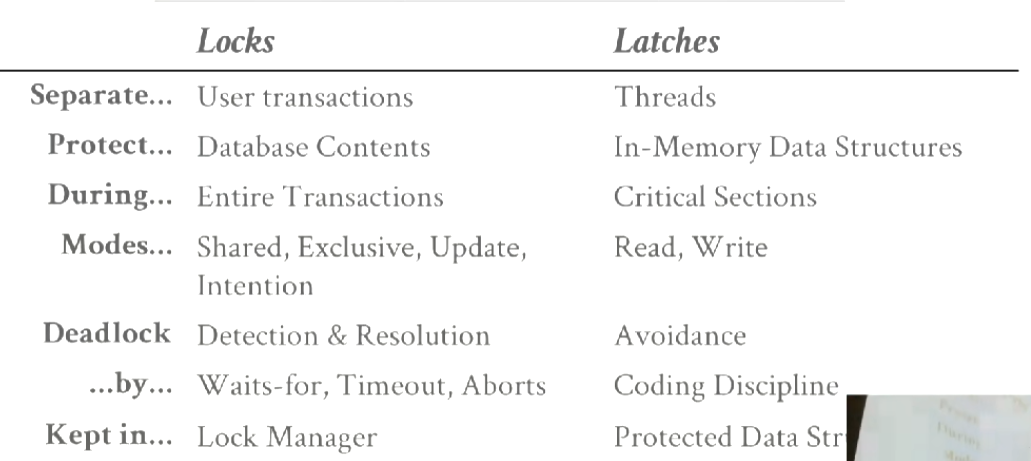 Locks Latches
Separate... User transactions Threads
Protect... Database Contents In-Memory Data Structures
During... Entire Transactions Critical Sections
Modes... Shared, Exclusive, Update, Read, Write
Intention
Deadlock Detection & Resolution Avoidance
...by... Waits-for, Timeout, Aborts Coding Discipline
Kept in... Lock Manager Protected Data